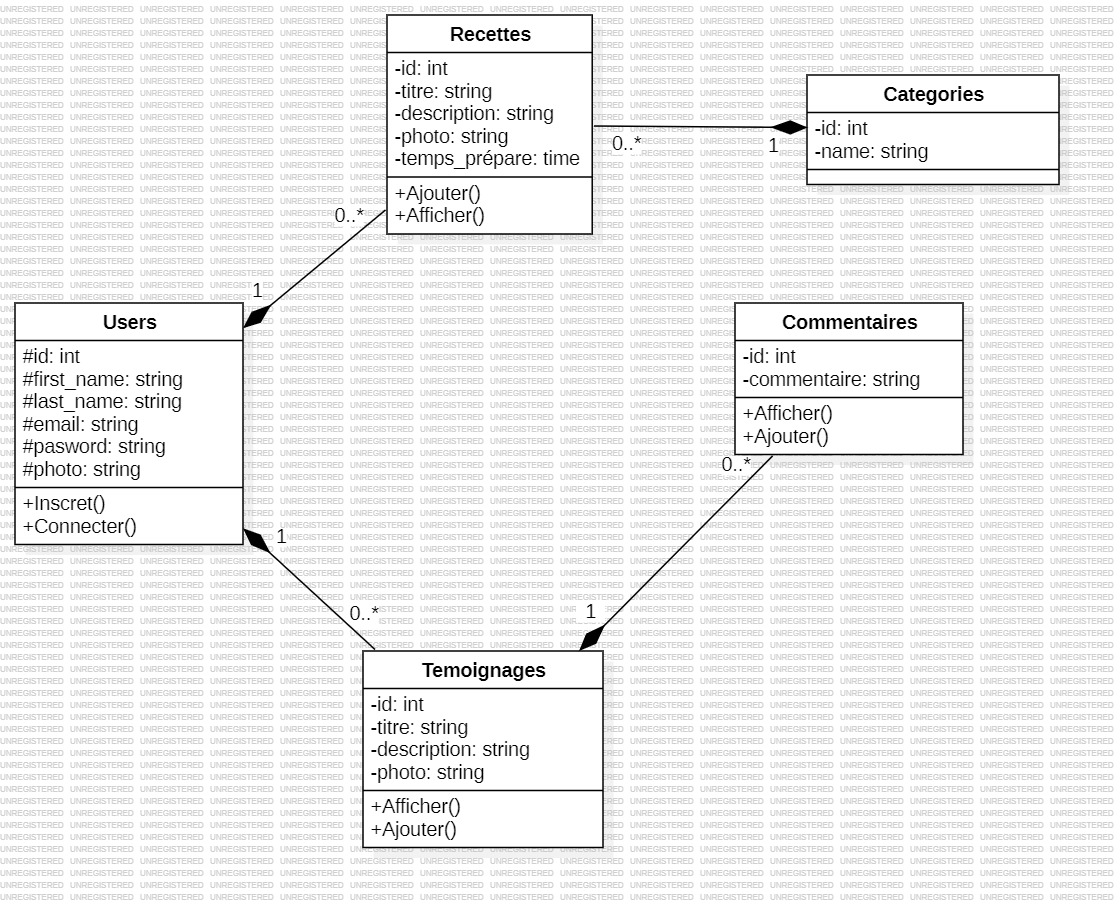 Recettes
-id: int
-titre: string
-description: string
-photo: string
-temps_prépare: time
+Ajouter()
+Afficher()
Categories
-id: int
-name: string
0..*
1
0..*
1
Users
#id: int
#first_name: string
#last_name: string
#email: string
#pasword: string
#photo: string
+Inscret()
+Connecter()
Commentaires
-id: int
-commentaire: string
+Afficher()
+Ajouter()
0..*
1
1
0..*
Temoignages
-id: int
-titre: string
-description: string
-photo: string
+Afficher()
+Ajouter()
UNREGISTERED